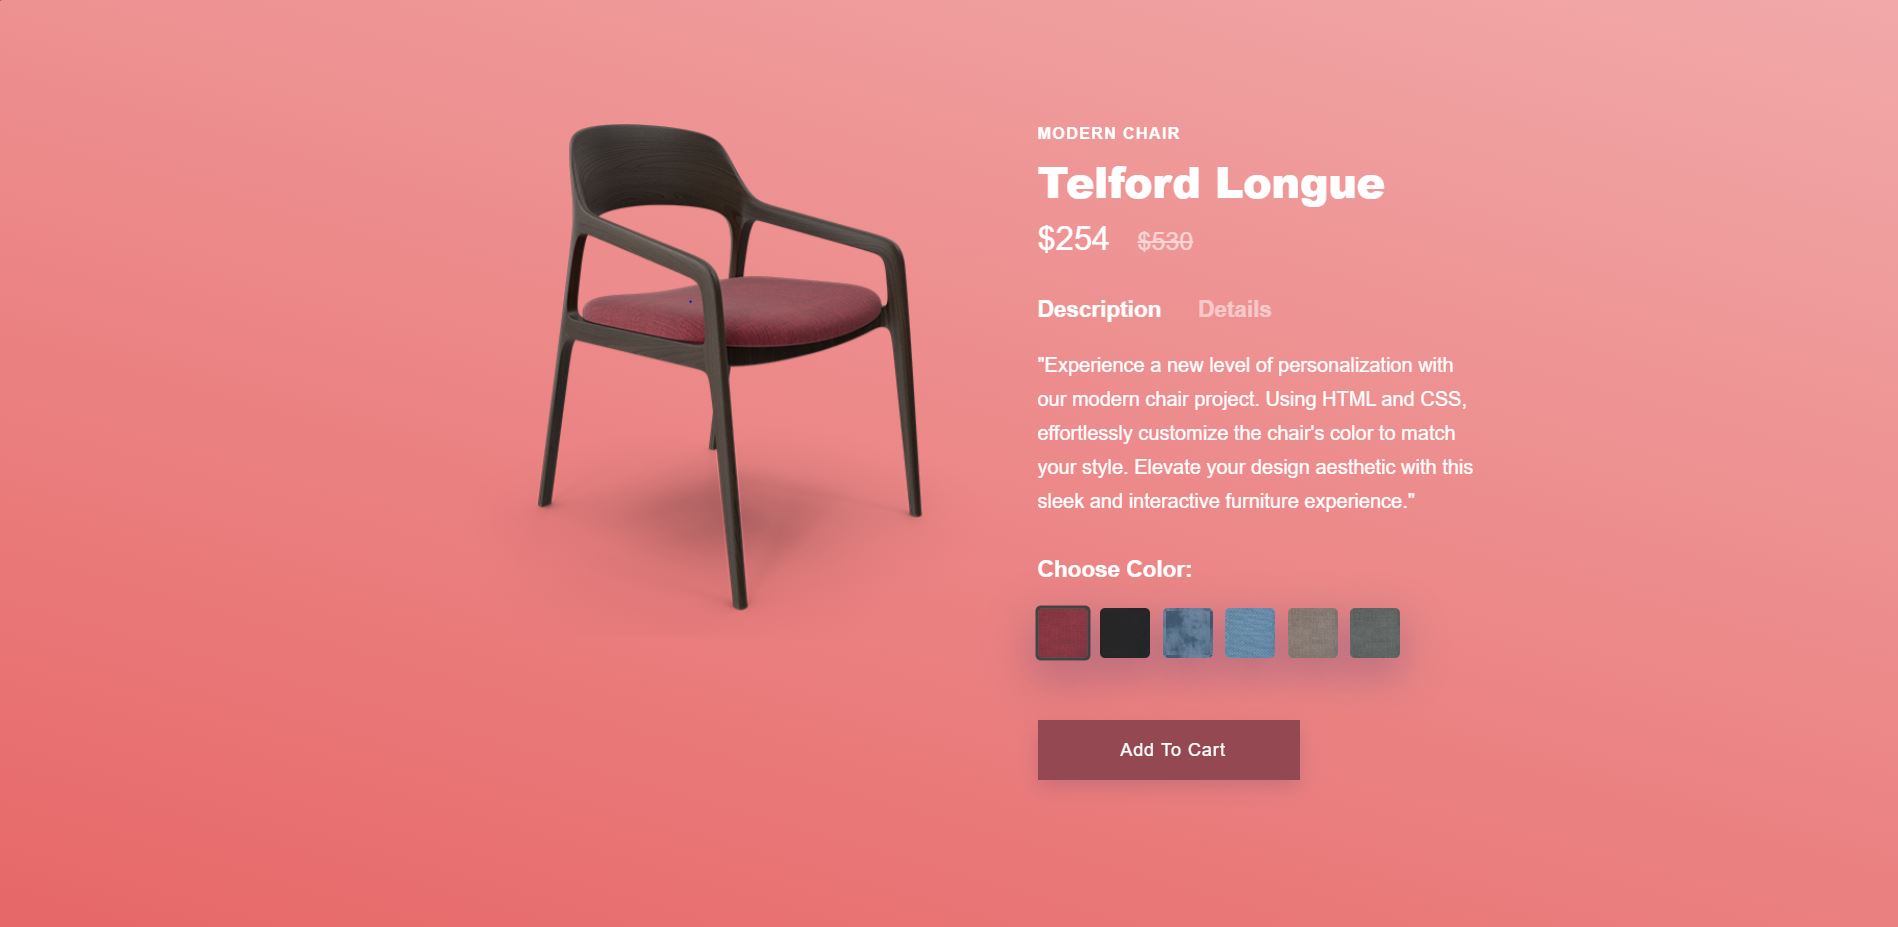 MODERN CHAIR
Telford Longue
$254 $530
Description Details
"Experience a new level of personalization with
our modern chair project. Using HTML and CSS,
effortlessly customize the chair's color to match
your style. Elevate your design aesthetic with this
sleek and interactive furniture experience."
Choose Color:
Add To Cart